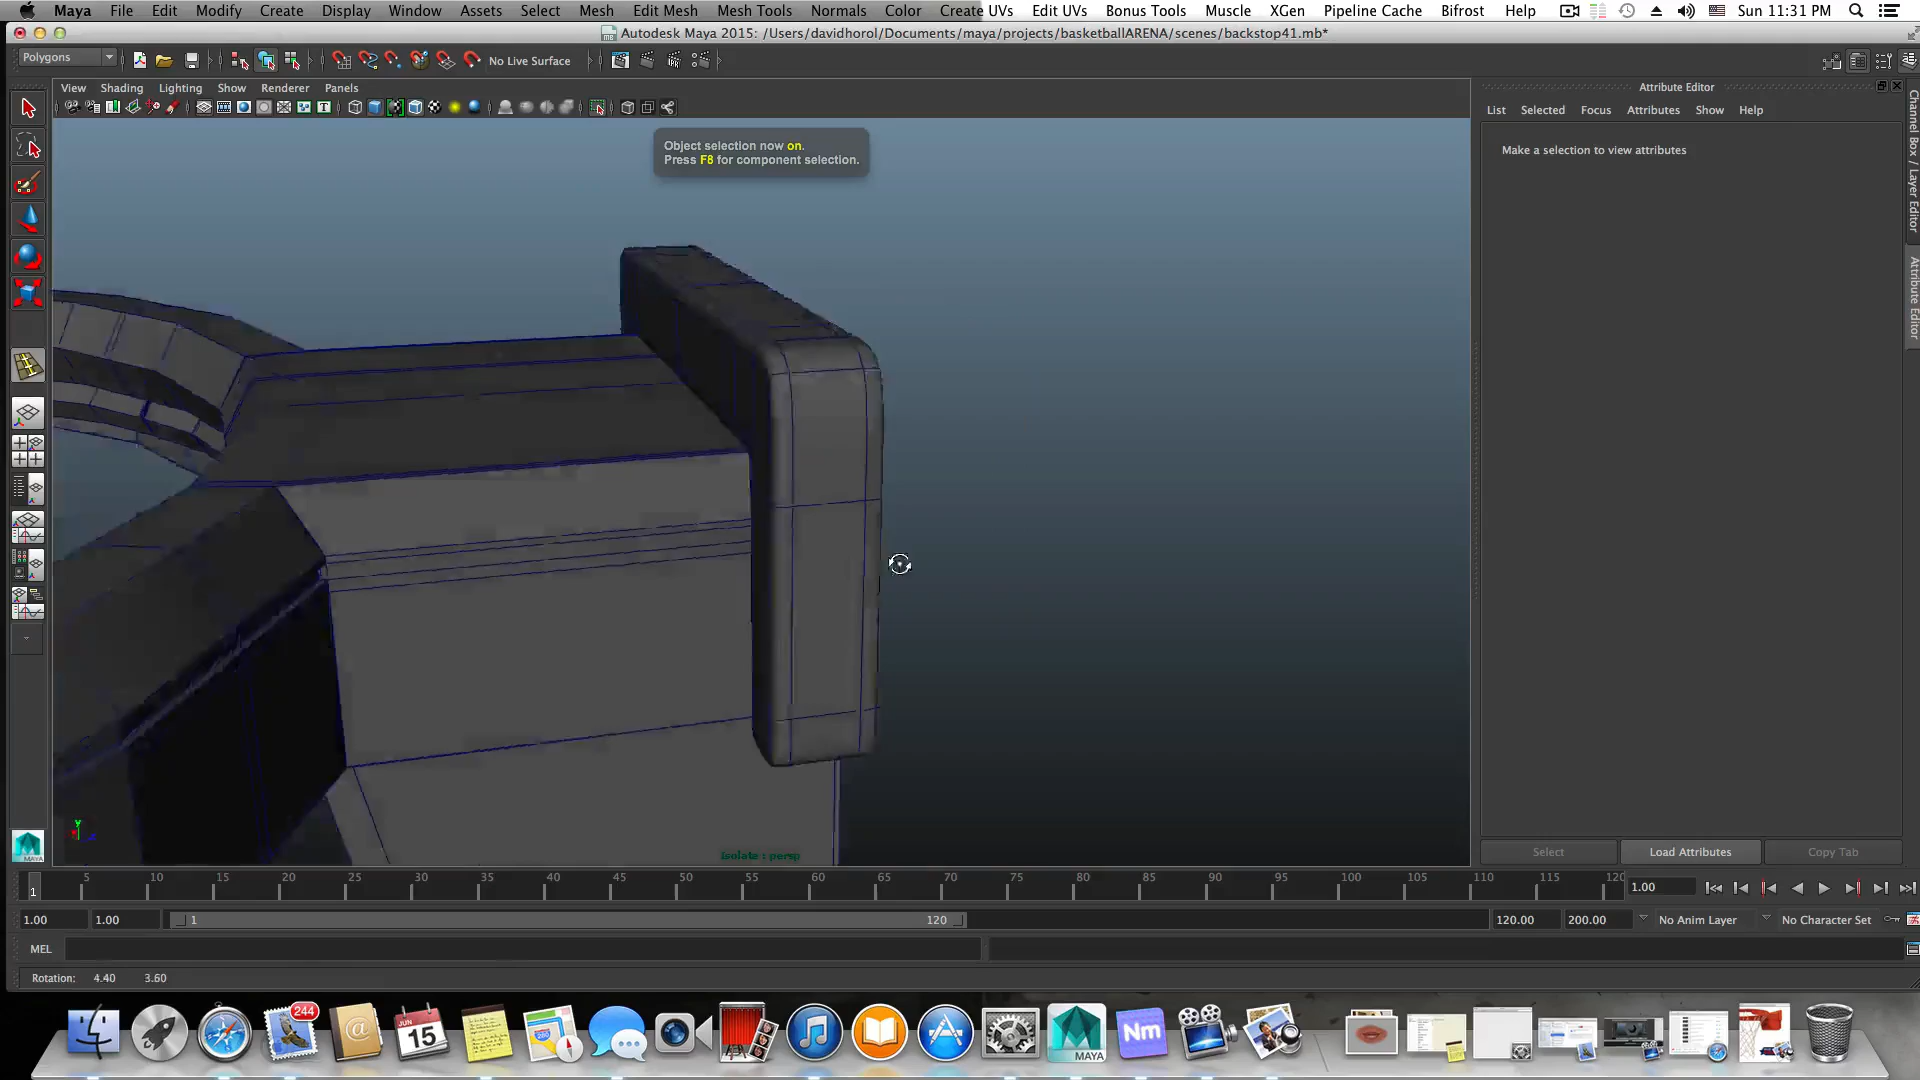 Maya File Edit Modify Create Display Window Assets Select Mesh Edit Mesh Mesh Tools Normals Color Create UVs Edit UVs Bonus Tools Muscle XGen Pipeline Cache Bifrost Help Sun 11:31 PM
Autodesk Maya 2015: /Users/davidhorol/Documents/maya/projects/basketballARENA/scenes/backstop41.mb*
Polygons No Live Surface
View Shading Lighting Show Renderer Panels
Attribute Editor
List Selected Focus Attributes Show Help
Make a selection to view attributes
Channel Box / Layer Editor
Attribute Editor
Object selection now on.
Press F8 for component selection.
Isolate : persp
Select Load Attributes Copy Tab
1 5 10 15 20 25 30 35 40 45 50 55 60 65 70 75 80 85 90 95 100 105 110 115 120 1.00
1.00 1.00 1 120 120.00 200.00 No Anim Layer No Character Set
MEL
Rotation: 4.40 3.60
244
JUN
15
MAYA
Nm
MAYA